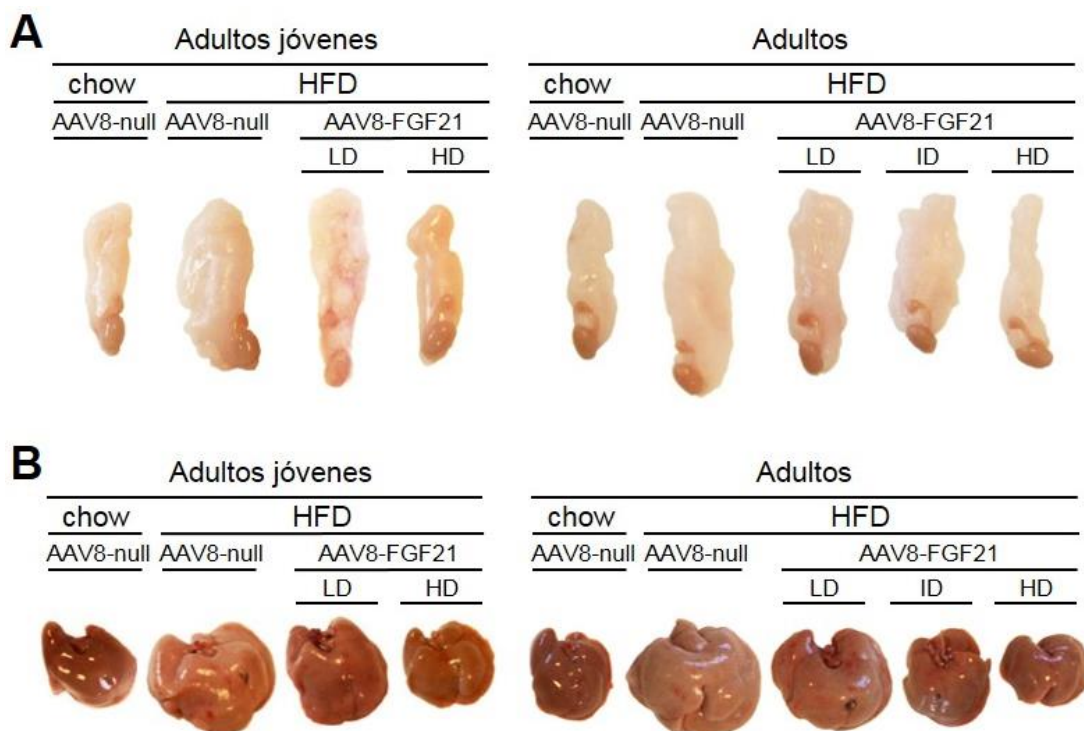 A
Adultos jóvenes
Adultos
chow
HFD
chow
HFD
AAV8-null
AAV8-null
AAV8-FGF21
AAV8-null
AAV8-null
AAV8-FGF21
LD
HD
LD
ID
HD
B
Adultos jóvenes
Adultos
chow
HFD
chow
HFD
AAV8-null
AAV8-null
AAV8-FGF21
AAV8-null
AAV8-null
AAV8-FGF21
LD
HD
LD
ID
HD